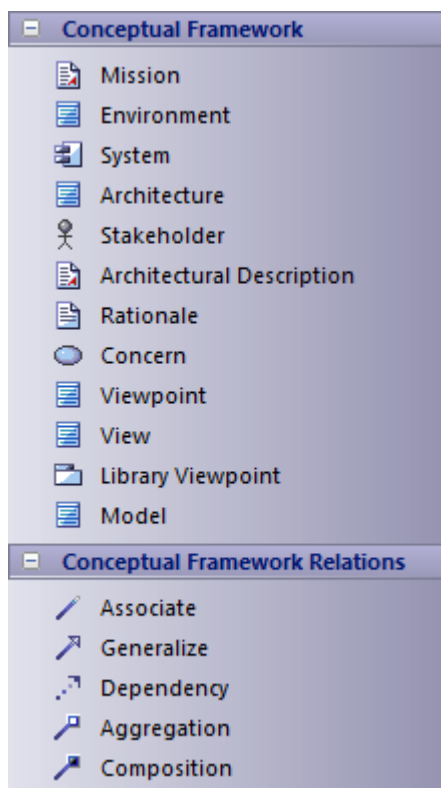 Conceptual Framework
Mission
Environment
System
Architecture
Stakeholder
Architectural Description
Rationale
Concern
Viewpoint
View
Library Viewpoint
Model
Conceptual Framework Relations
Associate
Generalize
Dependency
Aggregation
Composition